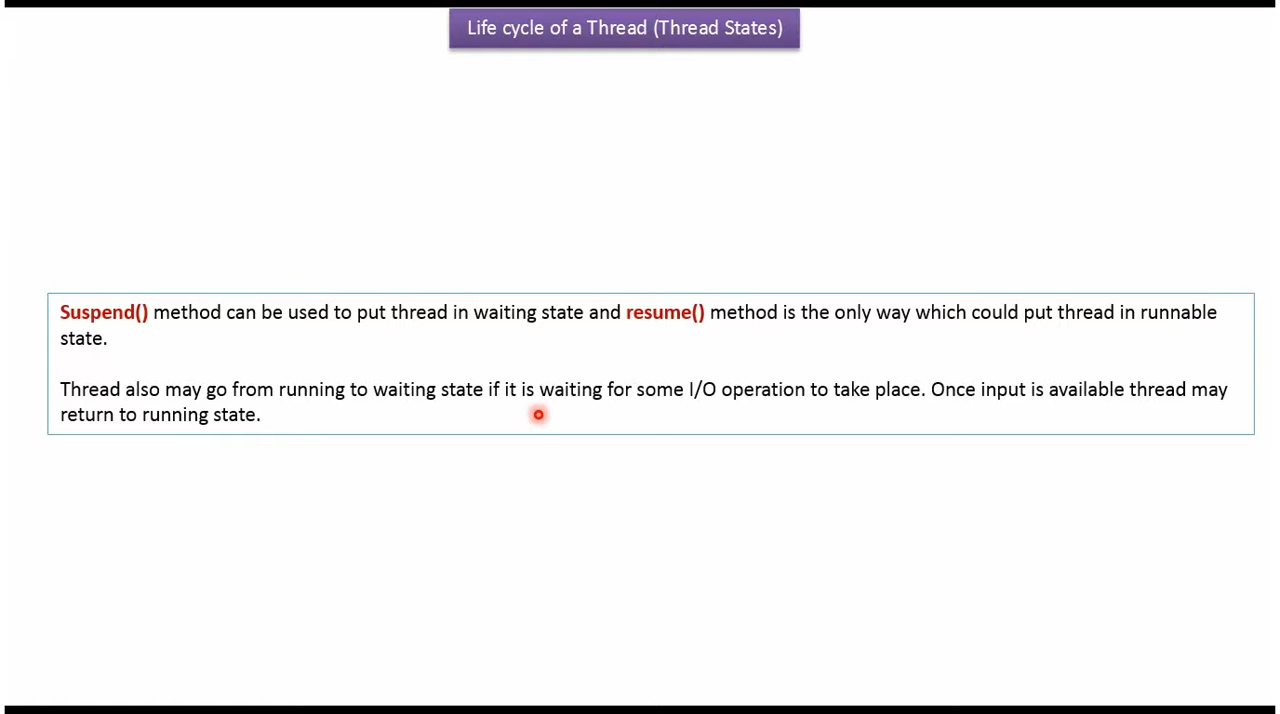 Life cycle of a Thread (Thread States)
Suspend() method can be used to put thread in waiting state and resume() method is the only way which could put thread in runnable
state.
Thread also may go from running to waiting state if it is waiting for some I/O operation to take place. Once input is available thread may
return to running state.